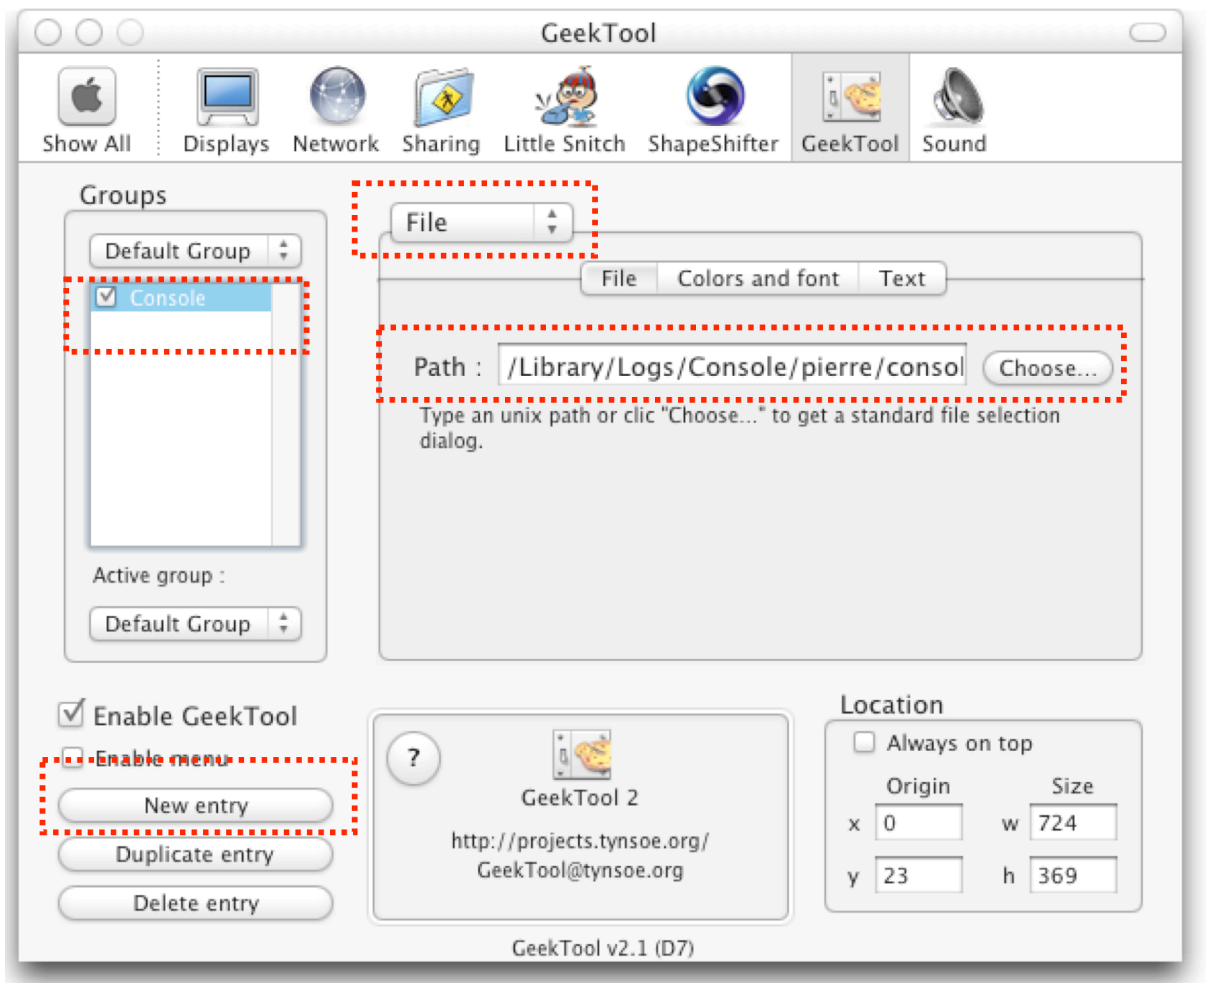 GeekTool
Show All
Displays
Network
Sharing
Little Snitch
ShapeShifter
GeekTool
Sound
Groups
Default Group
Console
Active group :
Default Group
File
File
Colors and font
Text
Path :
/Library/Logs/Console/pierre/consol
Choose...
Type an unix path or clic "Choose..." to get a standard file selection
dialog.
Enable GeekTool
Enable menu
New entry
Duplicate entry
Delete entry
?
GeekTool 2
http://projects.tynsoe.org/
GeekTool@tynsoe.org
GeekTool v2.1 (D7)
Location
Always on top
Origin
Size
x 0 w 724
y 23 h 369